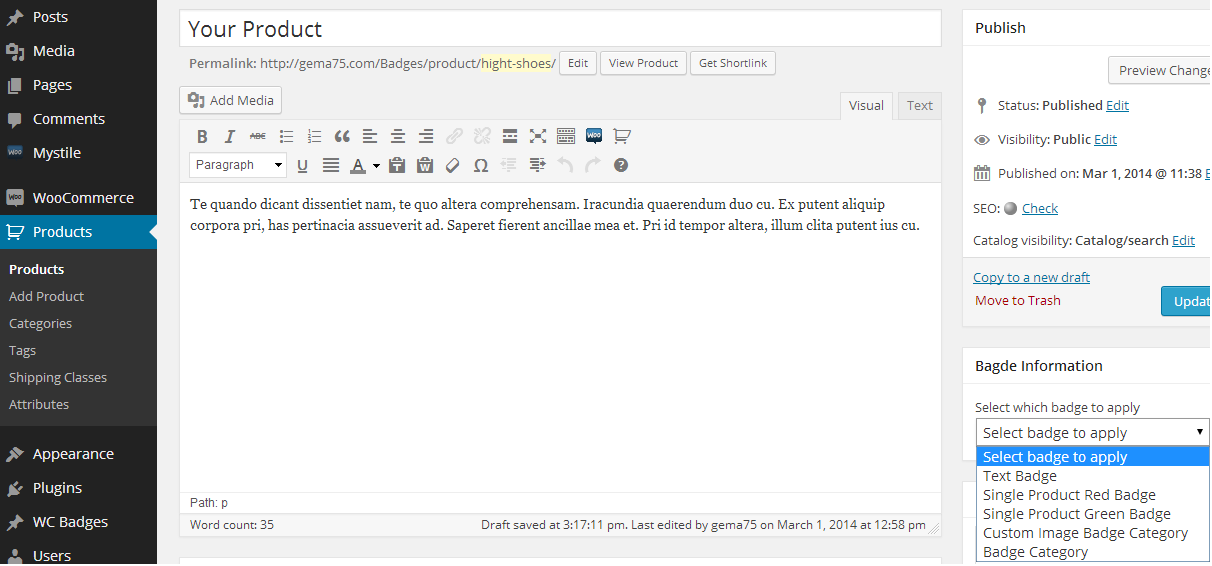 Posts
Media
Pages
Comments
Mystile
WooCommerce
Products
Products
Add Product
Categories
Tags
Shipping Classes
Attributes
Appearance
Plugins
WC Badges
Users
Your Product
Permalink: http://gema75.com/Badges/product/hight-shoes/ Edit View Product Get Shortlink
Add Media
Visual Text
B I ABC
Paragraph U A T W Ω ?
Te quando dicant dissentiet nam, te quo altera comprehensam. Iracundia quaerendum duo cu. Ex putent aliquip
corpora pri, has pertinacia assueverit ad. Saperet fierent ancillae mea et. Pri id tempor altera, illum clita putent ius cu.
Path: p
Word count: 35 Draft saved at 3:17:11 pm. Last edited by gema75 on March 1, 2014 at 12:58 pm
Publish
Preview Change
Status: Published Edit
Visibility: Public Edit
Published on: Mar 1, 2014 @ 11:38 E
SEO: Check
Catalog visibility: Catalog/search Edit
Copy to a new draft
Move to Trash
Updat
Bagde Information
Select which badge to apply
Select badge to apply
Select badge to apply
Text Badge
Single Product Red Badge
Single Product Green Badge
Custom Image Badge Category
Badge Category